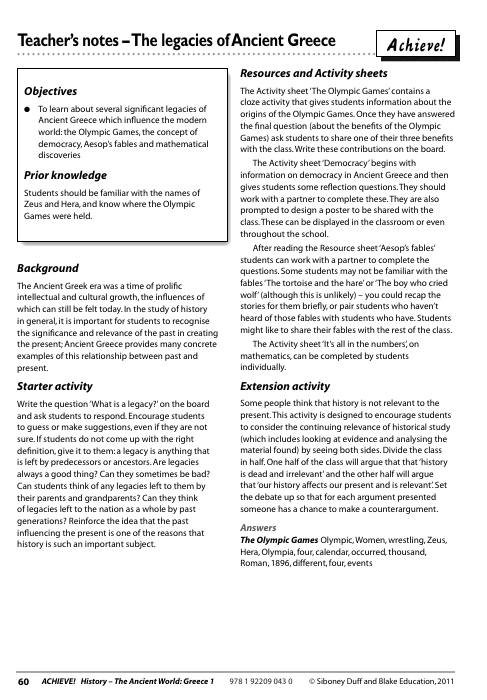 Teacher's notes – The legacies of Ancient Greece
Achieve!
Objectives
● To learn about several significant legacies of
Ancient Greece which influence the modern
world: the Olympic Games, the concept of
democracy, Aesop's fables and mathematical
discoveries
Prior knowledge
Students should be familiar with the names of
Zeus and Hera, and know where the Olympic
Games were held.
Background
The Ancient Greek era was a time of prolific
intellectual and cultural growth, the influences of
which can still be felt today. In the study of history
in general, it is important for students to recognise
the significance and relevance of the past in creating
the present; Ancient Greece provides many concrete
examples of this relationship between past and
present.
Starter activity
Write the question 'What is a legacy?' on the board
and ask students to respond. Encourage students
to guess or make suggestions, even if they are not
sure. If students do not come up with the right
definition, give it to them: a legacy is anything that
is left by predecessors or ancestors. Are legacies
always a good thing? Can they sometimes be bad?
Can students think of any legacies left to them by
their parents and grandparents? Can they think
of legacies left to the nation as a whole by past
generations? Reinforce the idea that the past
influencing the present is one of the reasons that
history is such an important subject.
Resources and Activity sheets
The Activity sheet 'The Olympic Games' contains a
cloze activity that gives students information about the
origins of the Olympic Games. Once they have answered
the final question (about the benefits of the Olympic
Games) ask students to share one of their three benefits
with the class. Write these contributions on the board.
The Activity sheet 'Democracy' begins with
information on democracy in Ancient Greece and then
gives students some reflection questions. They should
work with a partner to complete these. They are also
prompted to design a poster to be shared with the
class. These can be displayed in the classroom or even
throughout the school.
After reading the Resource sheet 'Aesop's fables'
students can work with a partner to complete the
questions. Some students may not be familiar with the
fables 'The tortoise and the hare' or 'The boy who cried
wolf' (although this is unlikely) – you could recap the
stories for them briefly, or pair students who haven't
heard of those fables with students who have. Students
might like to share their fables with the rest of the class.
The Activity sheet 'It's all in the numbers', on
mathematics, can be completed by students
individually.
Extension activity
Some people think that history is not relevant to the
present. This activity is designed to encourage students
to consider the continuing relevance of historical study
(which includes looking at evidence and analysing the
material found) by seeing both sides. Divide the class
in half. One half of the class will argue that that 'history
is dead and irrelevant' and the other half will argue
that 'our history affects our present and is relevant'. Set
the debate up so that for each argument presented
someone has a chance to make a counterargument.
Answers
The Olympic Games Olympic, Women, wrestling, Zeus,
Hera, Olympia, four, calendar, occurred, thousand,
Roman, 1896, different, four, events
60 ACHIEVE! History – The Ancient World: Greece 1 978 1 92209 043 0 © Siboney Duff and Blake Education, 2011